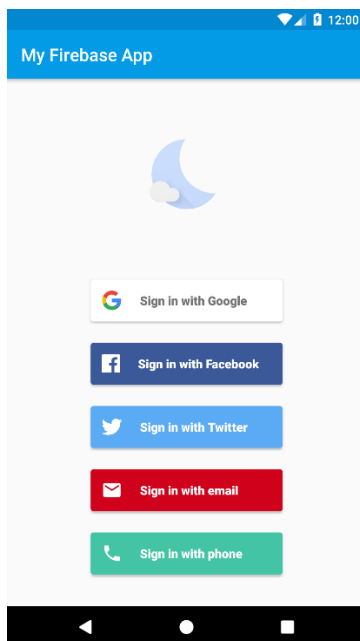 12:00
My Firebase App
Sign in with Google
Sign in with Facebook
Sign in with Twitter
Sign in with email
Sign in with phone